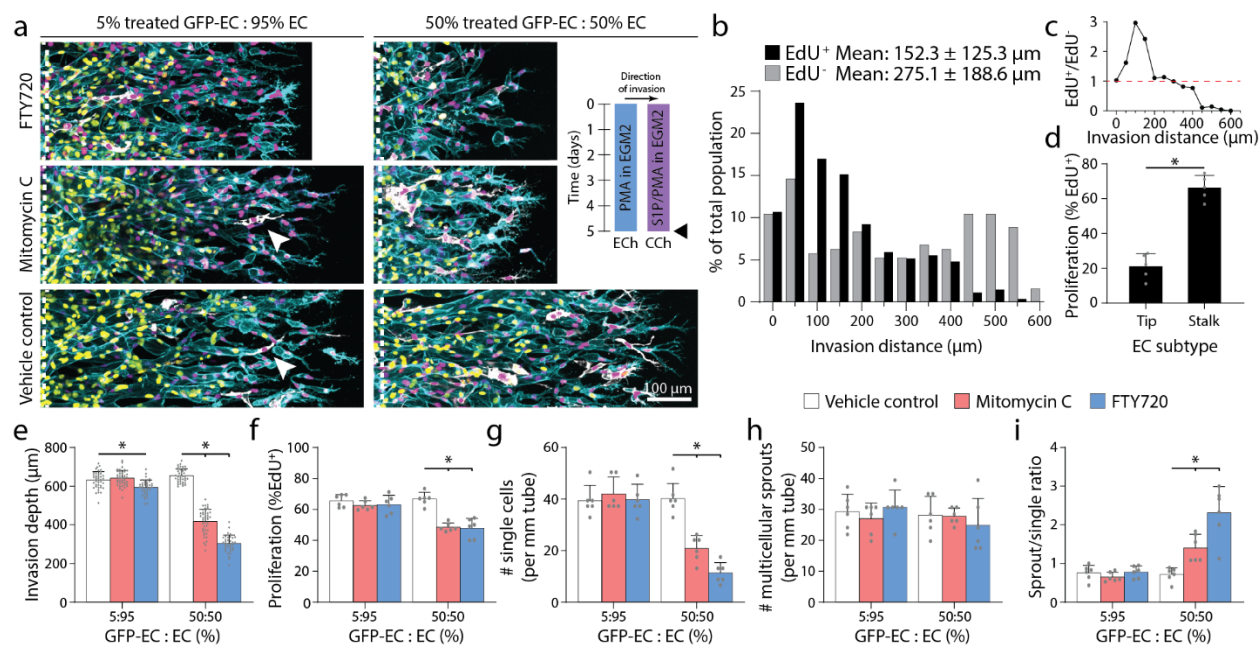 5% treated GFP-EC : 95% EC
50% treated GFP-EC : 50% EC
a
FTY720
Mitomycin C
Vehicle control
Direction
of invasion
Time (days)
0
1
2
3
4
5
PMA in EGM2
S1P/PMA in EGM2
ECh
CCh
100 µm
b
EdU+ Mean: 152.3 ± 125.3 µm
EdU- Mean: 275.1 ± 188.6 µm
% of total population
25
20
15
10
5
0
0
100
200
300
400
500
600
Invasion distance (µm)
c
EdU+/EdU-
3
2
1
0
0
200
400
600
Invasion distance (µm)
d
Proliferation (% EdU+)
80
60
40
20
0
*
Tip
Stalk
EC subtype
Vehicle control
Mitomycin C
FTY720
e
Invasion depth (µm)
800
600
400
200
0
*
*
5:95
50:50
GFP-EC : EC (%)
f
Proliferation (%EdU+)
100
80
60
40
20
0
*
5:95
50:50
GFP-EC : EC (%)
g
# single cells
(per mm tube)
60
40
20
0
*
5:95
50:50
GFP-EC : EC (%)
h
# multicellular sprouts
(per mm tube)
50
40
30
20
10
0
5:95
50:50
GFP-EC : EC (%)
i
Sprout/single ratio
4
3
2
1
0
*
5:95
50:50
GFP-EC : EC (%)